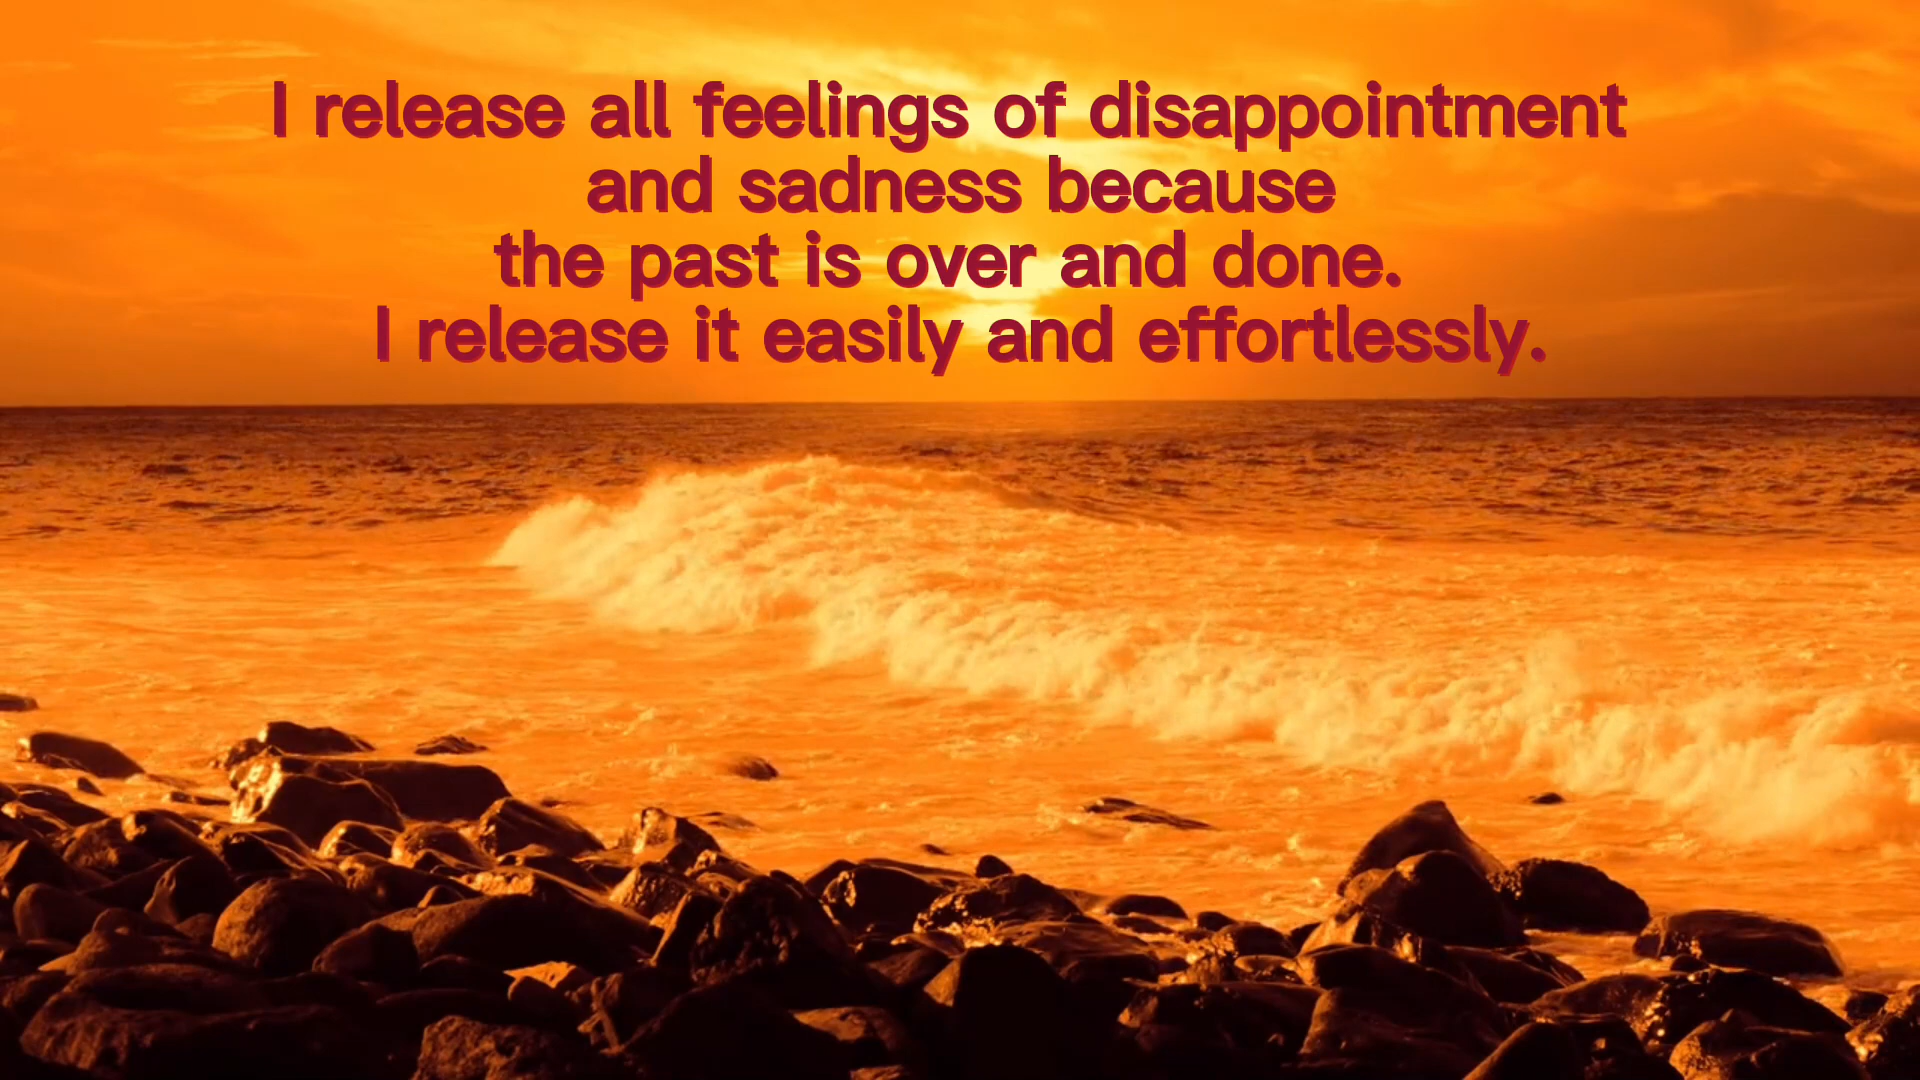 I release all feelings of disappointment
and sadness because
the past is over and done.
I release it easily and effortlessly.